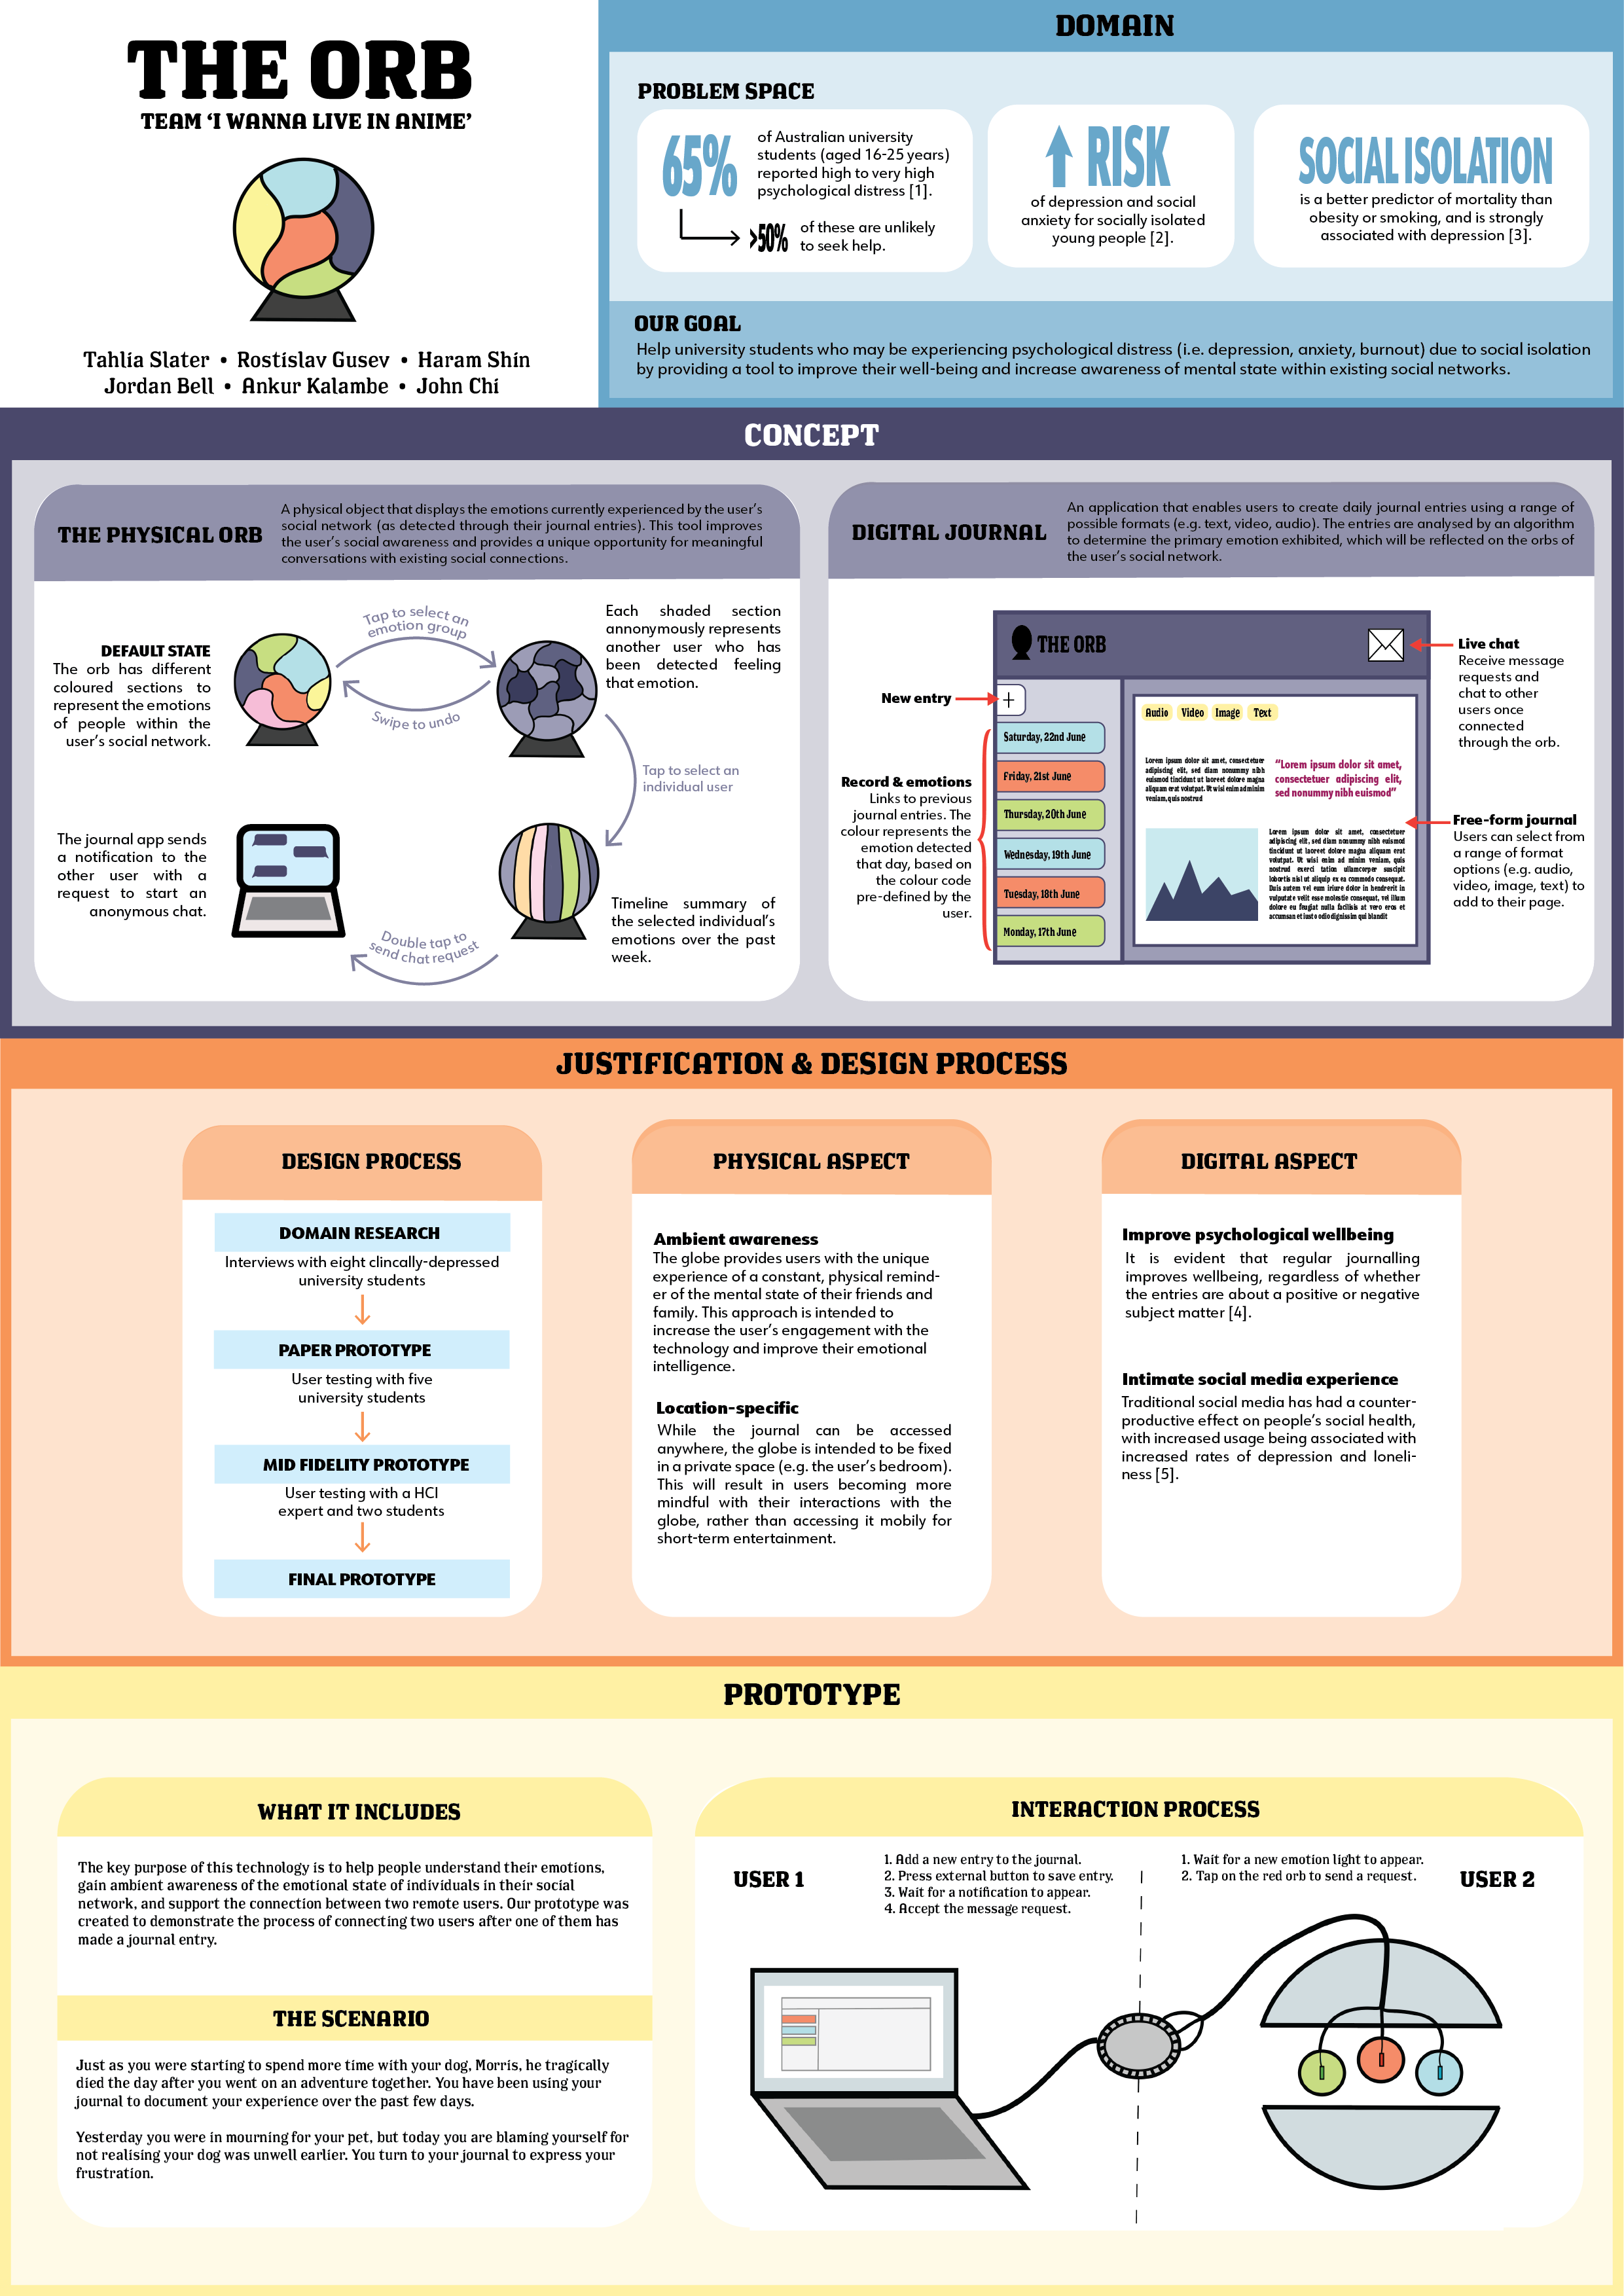 THE ORB
TEAM ‘I WANNA LIVE IN ANIME’
Tahlia Slater • Rostislav Gusev • Haram Shin
Jordan Bell • Ankur Kalambe • John Chi
DOMAIN
PROBLEM SPACE
65%
of Australian university
students (aged 16-25 years)
reported high to very high
psychological distress [1].
>50%
of these are unlikely
to seek help.
RISK
of depression and social
anxiety for socially isolated
young people [2].
SOCIAL ISOLATION
is a better predictor of mortality than
obesity or smoking, and is strongly
associated with depression [3].
OUR GOAL
Help university students who may be experiencing psychological distress (i.e. depression, anxiety, burnout) due to social isolation
by providing a tool to improve their well-being and increase awareness of mental state within existing social networks.
CONCEPT
THE PHYSICAL ORB
A physical object that displays the emotions currently experienced by the user’s
social network (as detected through their journal entries). This tool improves
the user’s social awareness and provides a unique opportunity for meaningful
conversations with existing social connections.
DEFAULT STATE
The orb has different
coloured sections to
represent the emotions
of people within the
user’s social network.
Tap to select an
emotion group
Swipe to undo
Each shaded section
annonymously represents
another user who has
been detected feeling
that emotion.
Tap to select an
individual user
Timeline summary of
the selected individual’s
emotions over the past
week.
Double tap to
send chat request
The journal app sends
a notification to the
other user with a
request to start an
anonymous chat.
DIGITAL JOURNAL
An application that enables users to create daily journal entries using a range of
possible formats (e.g. text, video, audio). The entries are analysed by an algorithm
to determine the primary emotion exhibited, which will be reflected on the orbs of
the user’s social network.
THE ORB
New entry
+
Saturday, 22nd June
Friday, 21st June
Thursday, 20th June
Wednesday, 19th June
Tuesday, 18th June
Monday, 17th June
Record & emotions
Links to previous
journal entries. The
colour represents the
emotion detected
that day, based on
the colour code
pre-defined by the
user.
Audio
Video
Image
Text
Lorem ipsum dolor sit amet, consectetuer
adipiscing elit, sed diam nonummy nibh
euismod tincidunt ut laoreet dolore magna
aliquam erat volutpat. Ut wisi enim ad minim
veniam, quis nostrud
“Lorem ipsum dolor sit amet,
consectetuer adipiscing elit,
sed nonummy nibh euismod”
Lorem ipsum dolor sit amet, consectetuer
adipiscing elit, sed diam nonummy nibh euismod
tincidunt ut laoreet dolore magna aliquam erat
volutpat. Ut wisi enim ad minim veniam, quis
nostrud exerci tation ullamcorper suscipit
lobortis nisl ut aliquip ex ea commodo consequat.
Duis autem vel eum iriure dolor in hendrerit in
vulputate velit esse molestie consequat, vel illum
dolore eu feugiat nulla facilisis at vero eros et
accumsan et iusto odio dignissim qui blandit
Live chat
Receive message
requests and
chat to other
users once
connected
through the orb.
Free-form journal
Users can select from
a range of format
options (e.g. audio,
video, image, text) to
add to their page.
JUSTIFICATION & DESIGN PROCESS
DESIGN PROCESS
DOMAIN RESEARCH
Interviews with eight clincally-depressed
university students
PAPER PROTOTYPE
User testing with five
university students
MID FIDELITY PROTOTYPE
User testing with a HCI
expert and two students
FINAL PROTOTYPE
PHYSICAL ASPECT
Ambient awareness
The globe provides users with the unique
experience of a constant, physical remind-
er of the mental state of their friends and
family. This approach is intended to
increase the user’s engagement with the
technology and improve their emotional
intelligence.
Location-specific
While the journal can be accessed
anywhere, the globe is intended to be fixed
in a private space (e.g. the user’s bedroom).
This will result in users becoming more
mindful with their interactions with the
globe, rather than accessing it mobily for
short-term entertainment.
DIGITAL ASPECT
Improve psychological wellbeing
It is evident that regular journalling
improves wellbeing, regardless of whether
the entries are about a positive or negative
subject matter [4].
Intimate social media experience
Traditional social media has had a counter-
productive effect on people’s social health,
with increased usage being associated with
increased rates of depression and loneli-
ness [5].
PROTOTYPE
WHAT IT INCLUDES
The key purpose of this technology is to help people understand their emotions,
gain ambient awareness of the emotional state of individuals in their social
network, and support the connection between two remote users. Our prototype was
created to demonstrate the process of connecting two users after one of them has
made a journal entry.
THE SCENARIO
Just as you were starting to spend more time with your dog, Morris, he tragically
died the day after you went on an adventure together. You have been using your
journal to document your experience over the past few days.
Yesterday you were in mourning for your pet, but today you are blaming yourself for
not realising your dog was unwell earlier. You turn to your journal to express your
frustration.
INTERACTION PROCESS
USER 1
1. Add a new entry to the journal.
2. Press external button to save entry.
3. Wait for a notification to appear.
4. Accept the message request.
1. Wait for a new emotion light to appear.
2. Tap on the red orb to send a request.
USER 2